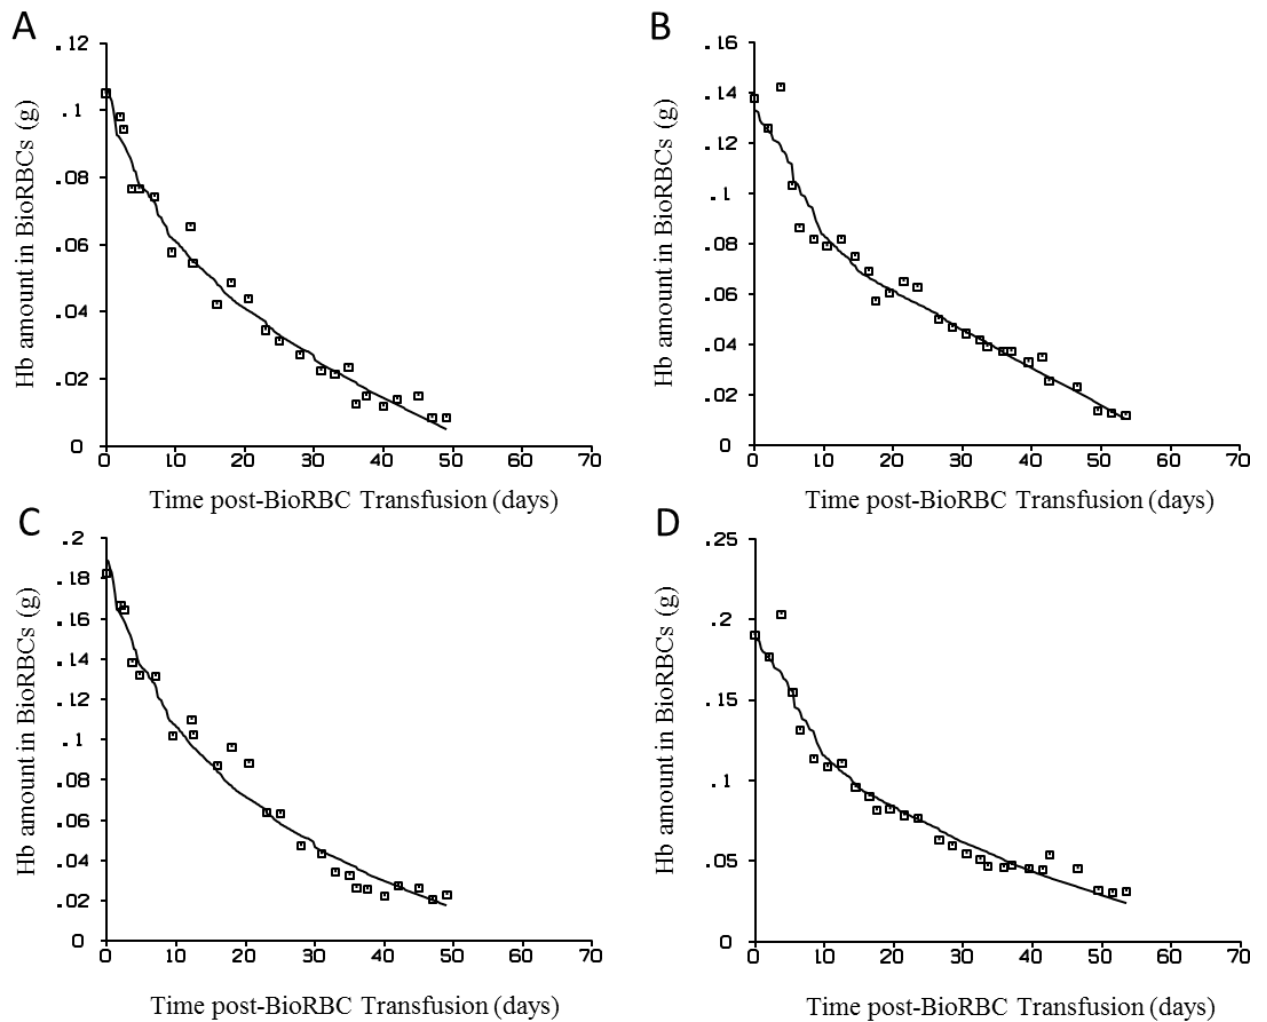 A
.12
.1
.08
.06
.04
.02
0
0 10 20 30 40 50 60 70
Hb amount in BioRBCs (g)
Time post-BioRBC Transfusion (days)
B
.16
.14
.12
.1
.08
.06
.04
.02
0
0 10 20 30 40 50 60 70
Hb amount in BioRBCs (g)
Time post-BioRBC Transfusion (days)
C
.2
.18
.16
.14
.12
.1
.08
.06
.04
.02
0
0 10 20 30 40 50 60 70
Hb amount in BioRBCs (g)
Time post-BioRBC Transfusion (days)
D
.25
.2
.15
.1
.05
0
0 10 20 30 40 50 60 70
Hb amount in BioRBCs (g)
Time post-BioRBC Transfusion (days)